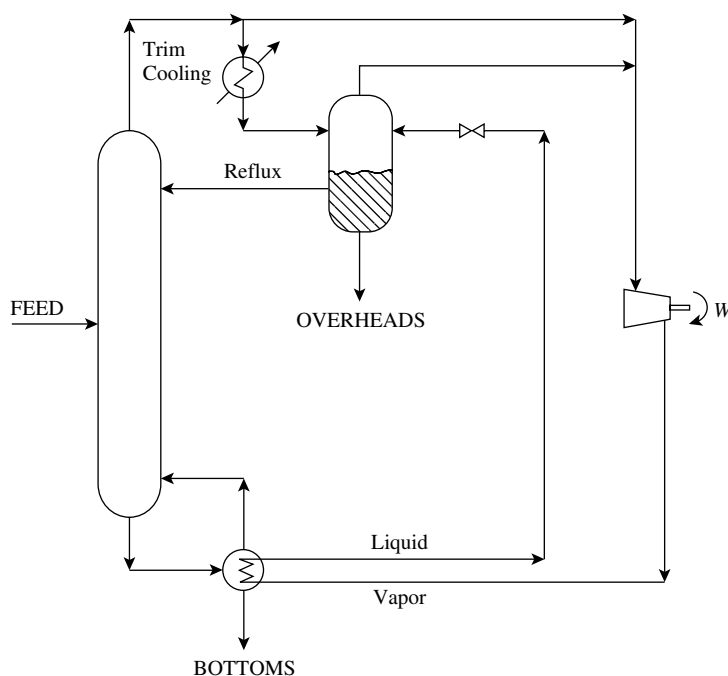 Trim
Cooling
Reflux
FEED
OVERHEADS
W
Liquid
Vapor
BOTTOMS